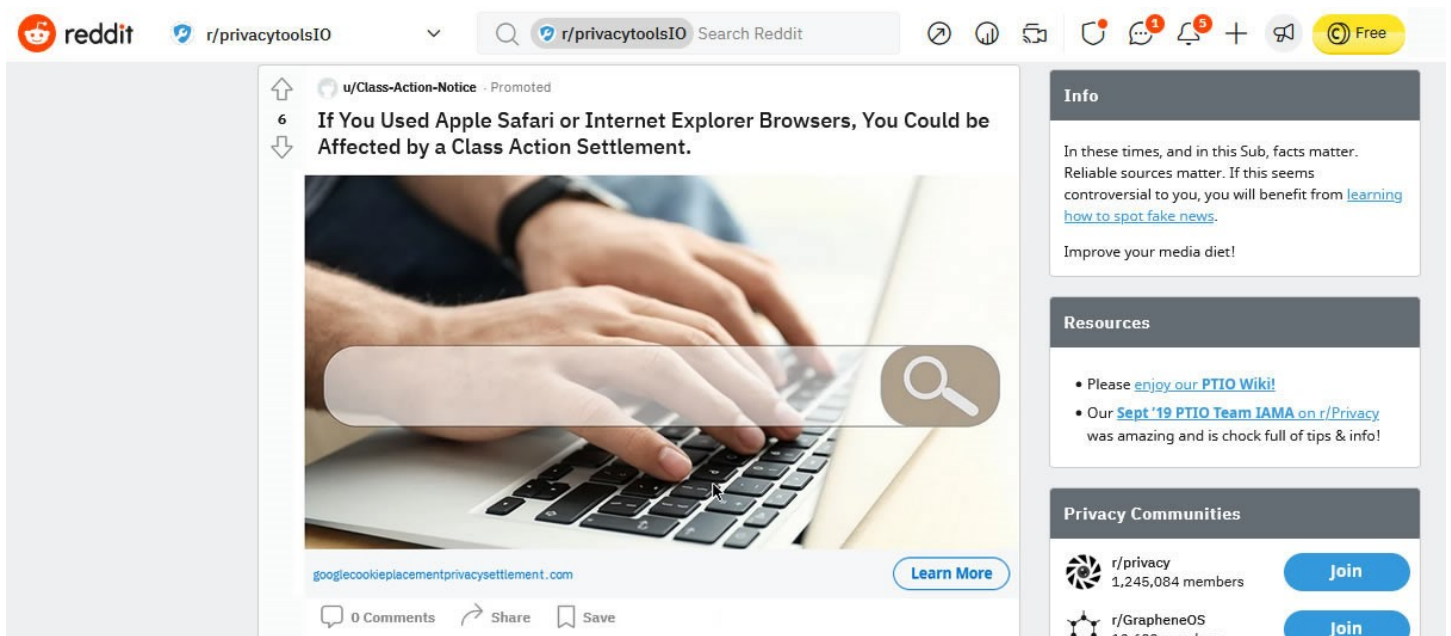 reddit
r/privacytoolsIO
r/privacytoolsIO Search Reddit
1
5
Free
u/Class-Action-Notice · Promoted
6
If You Used Apple Safari or Internet Explorer Browsers, You Could be
Affected by a Class Action Settlement.
googlecookieplacementprivacysettlement.com
Learn More
0 Comments
Share
Save
Info
In these times, and in this Sub, facts matter.
Reliable sources matter. If this seems
controversial to you, you will benefit from learning
how to spot fake news.
Improve your media diet!
Resources
• Please enjoy our PTIO Wiki!
• Our Sept '19 PTIO Team IAMA on r/Privacy
was amazing and is chock full of tips & info!
Privacy Communities
r/privacy
1,245,084 members
Join
r/GrapheneOS
Join